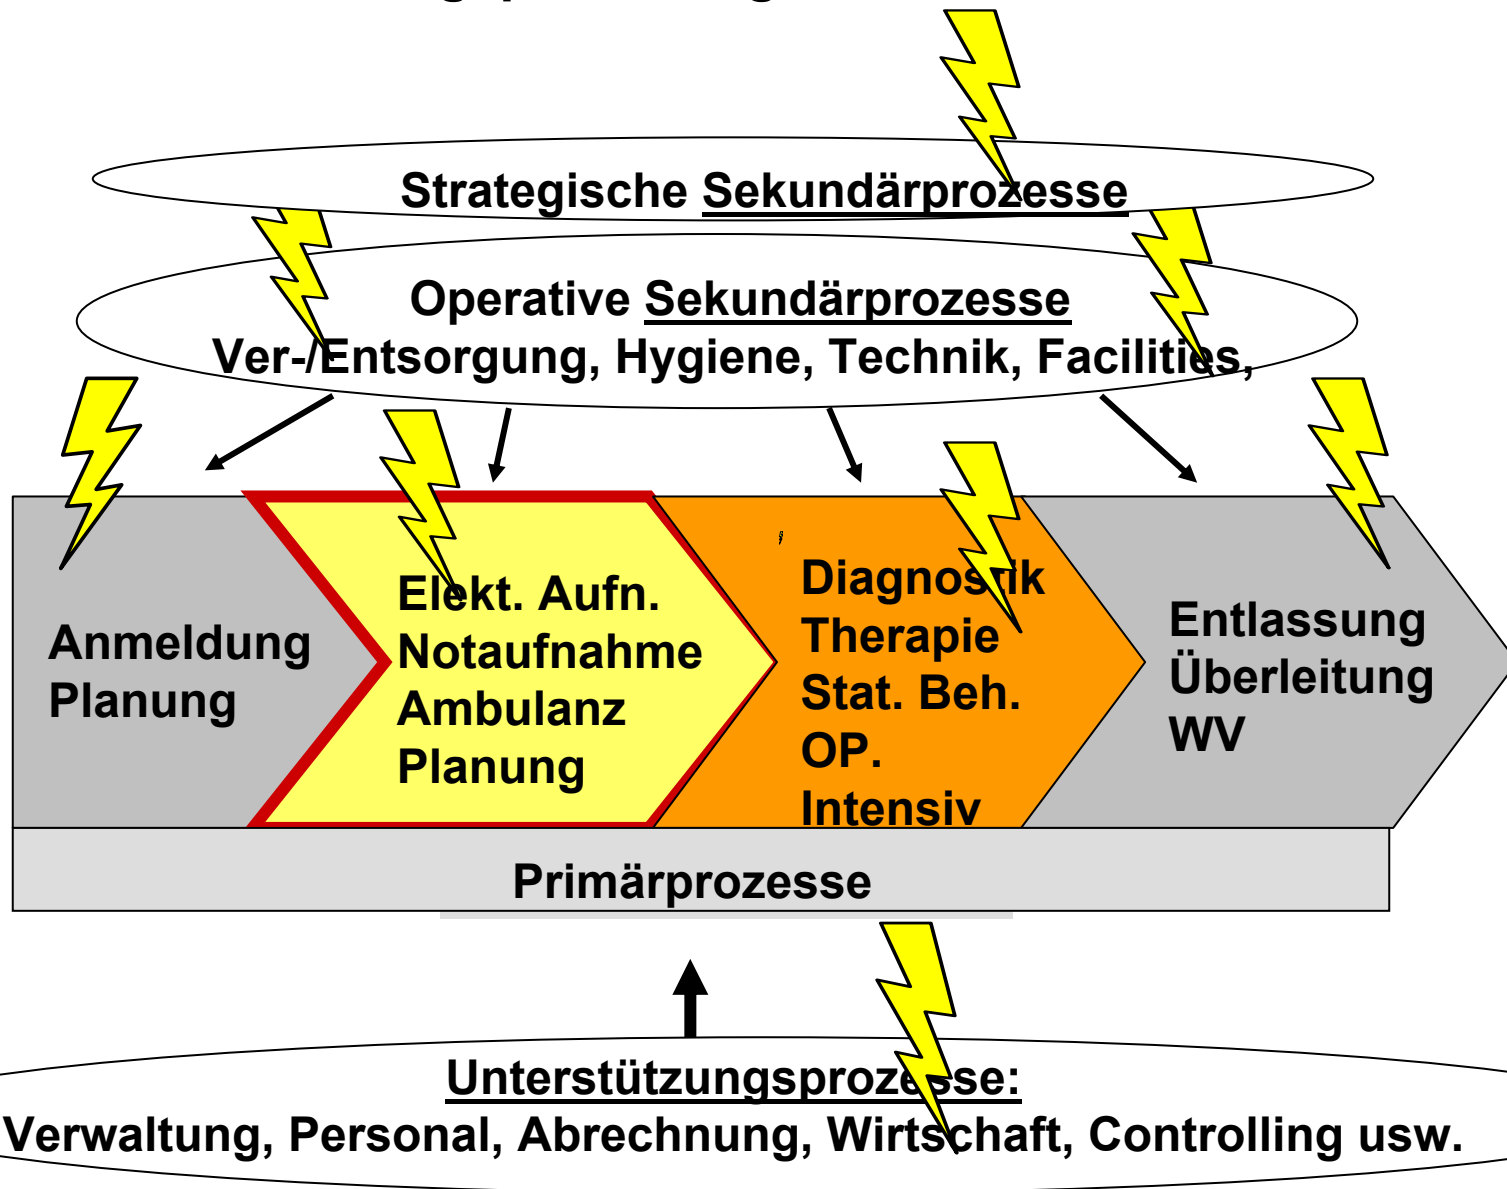 Strategische Sekundärprozesse
Operative Sekundärprozesse
Ver-/Entsorgung, Hygiene, Technik, Facilities,
Anmeldung
Planung
Elekt. Aufn.
Notaufnahme
Ambulanz
Planung
Diagnostik
Therapie
Stat. Beh.
OP.
Intensiv
Entlassung
Überleitung
WV
Primärprozesse
Unterstützungsprozesse:
Verwaltung, Personal, Abrechnung, Wirtschaft, Controlling usw.